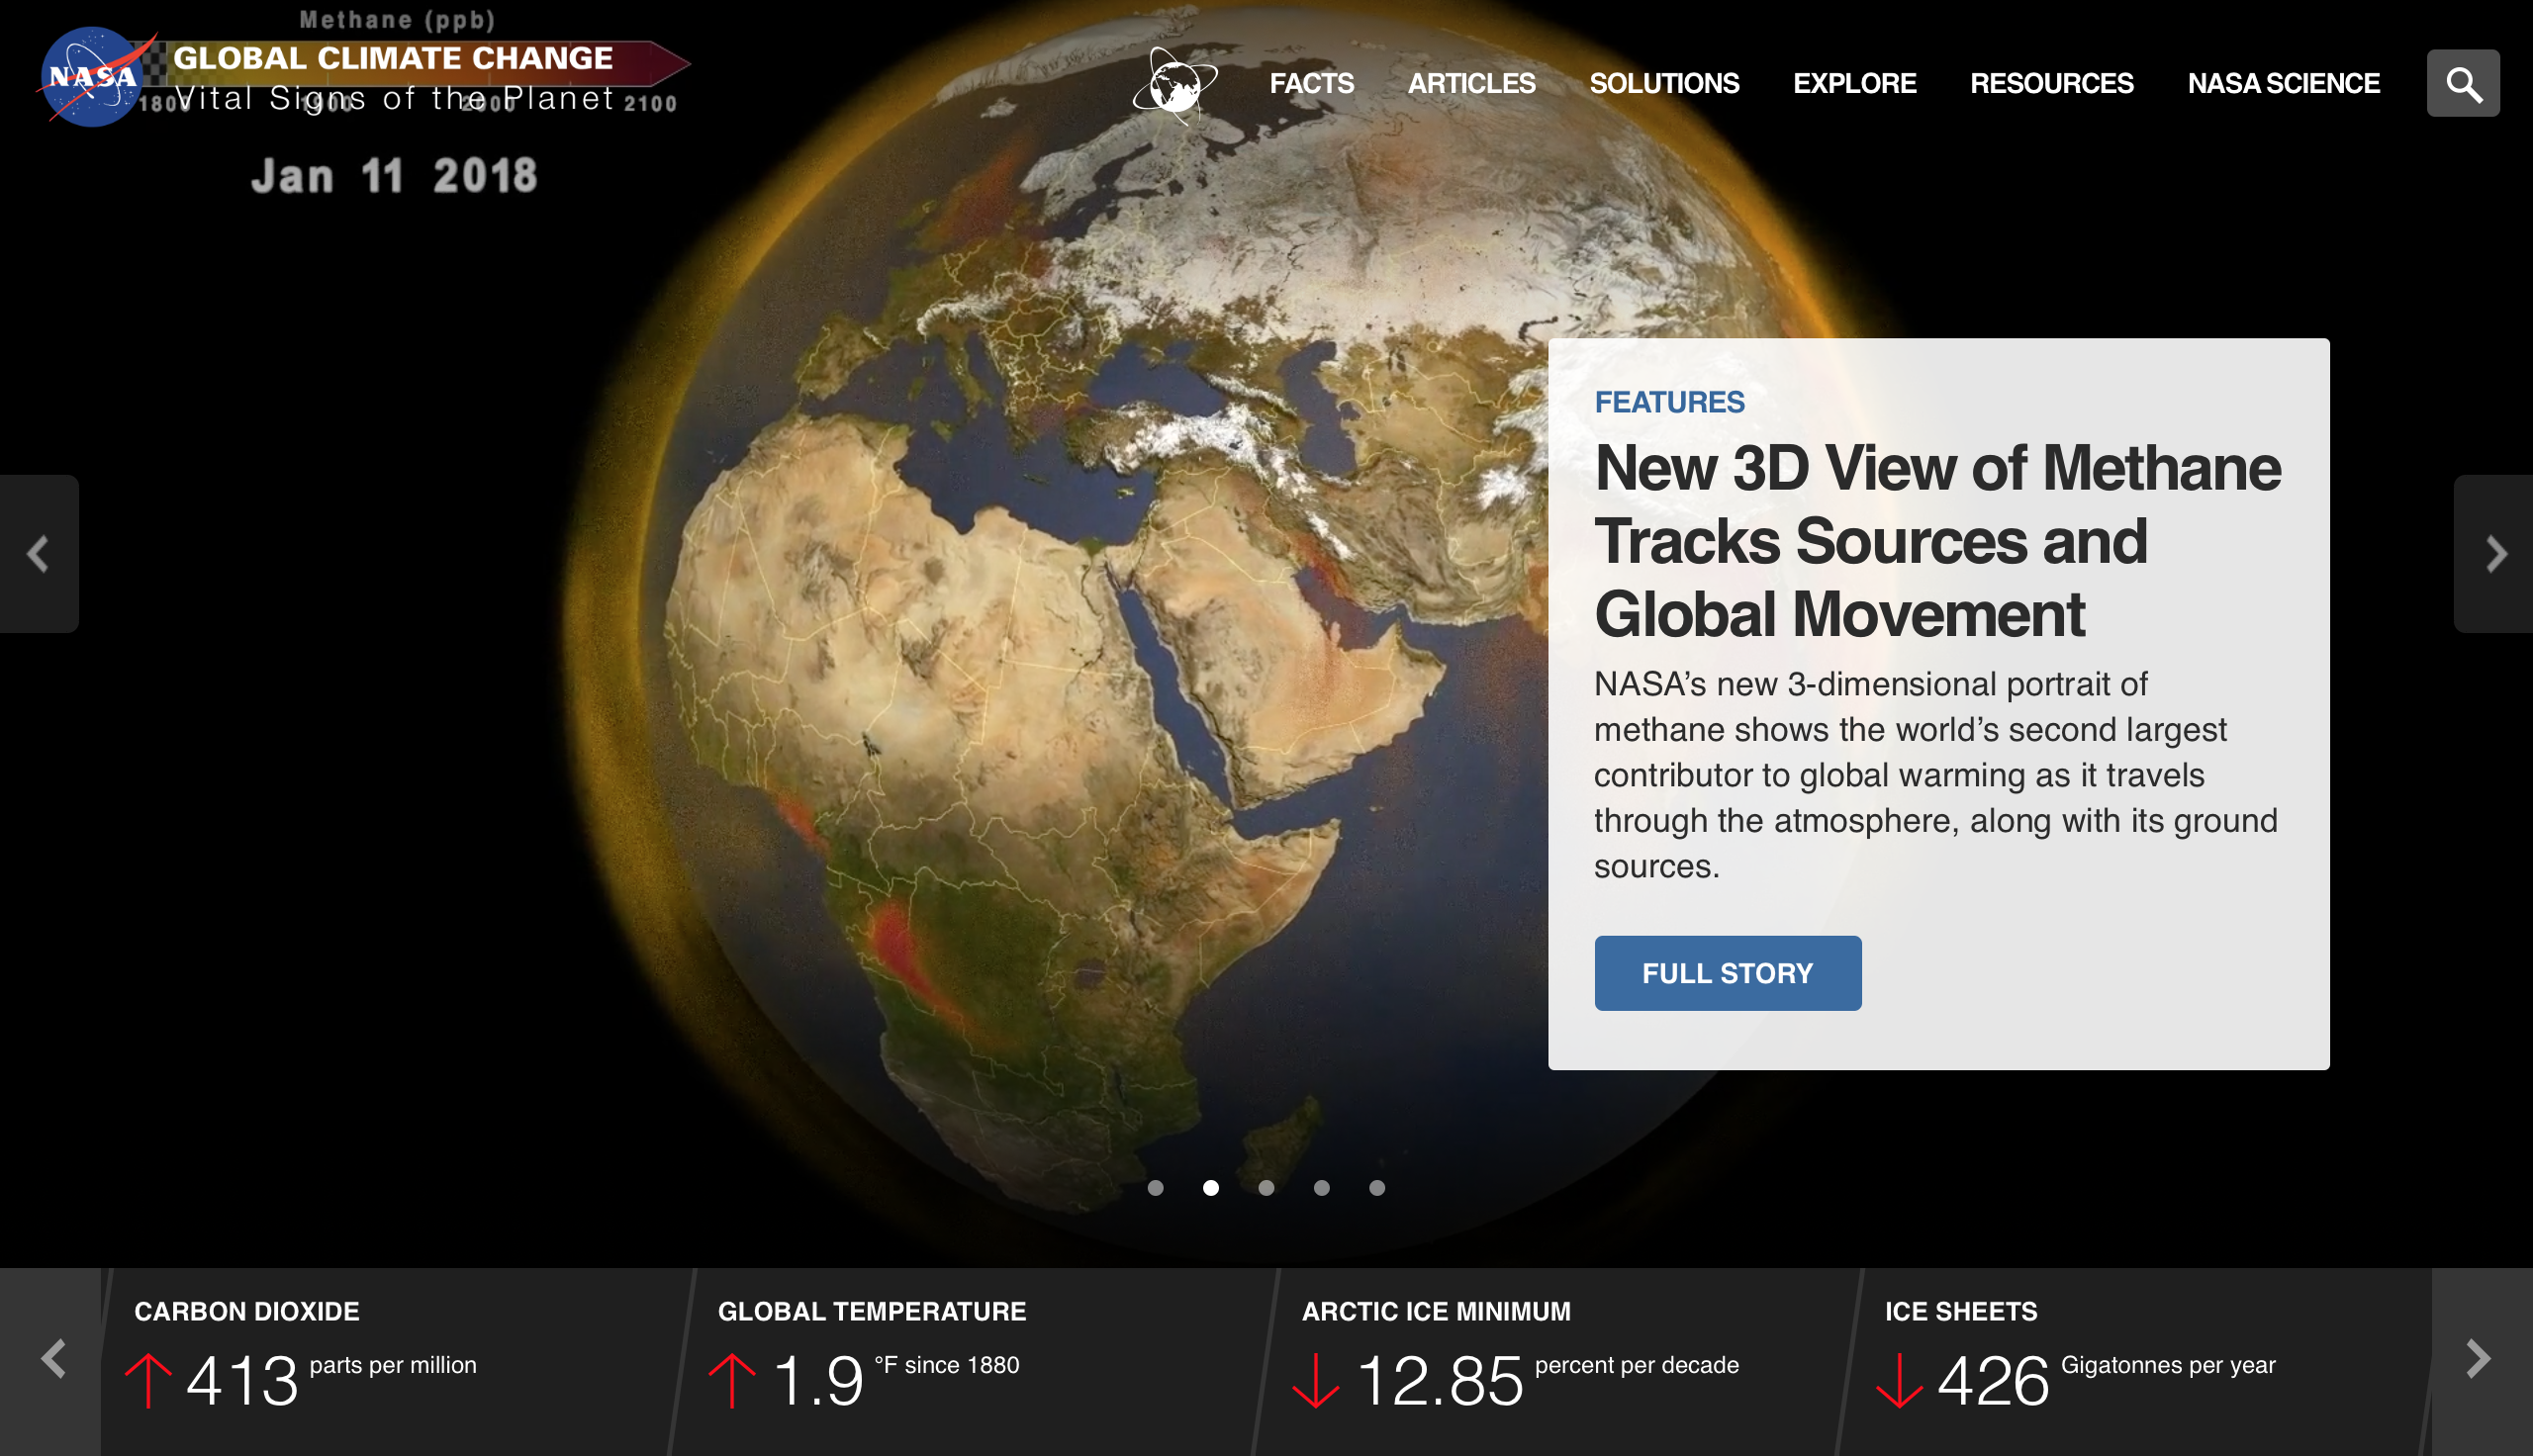 Methane (ppb)
NASA
GLOBAL CLIMATE CHANGE
Vital Signs of the Planet
1800 1900 2000 2100
Jan 11 2018
FACTS
ARTICLES
SOLUTIONS
EXPLORE
RESOURCES
NASA SCIENCE
FEATURES
New 3D View of Methane
Tracks Sources and
Global Movement
NASA’s new 3-dimensional portrait of
methane shows the world’s second largest
contributor to global warming as it travels
through the atmosphere, along with its ground
sources.
FULL STORY
CARBON DIOXIDE
413 parts per million
GLOBAL TEMPERATURE
1.9 °F since 1880
ARCTIC ICE MINIMUM
12.85 percent per decade
ICE SHEETS
426 Gigatonnes per year